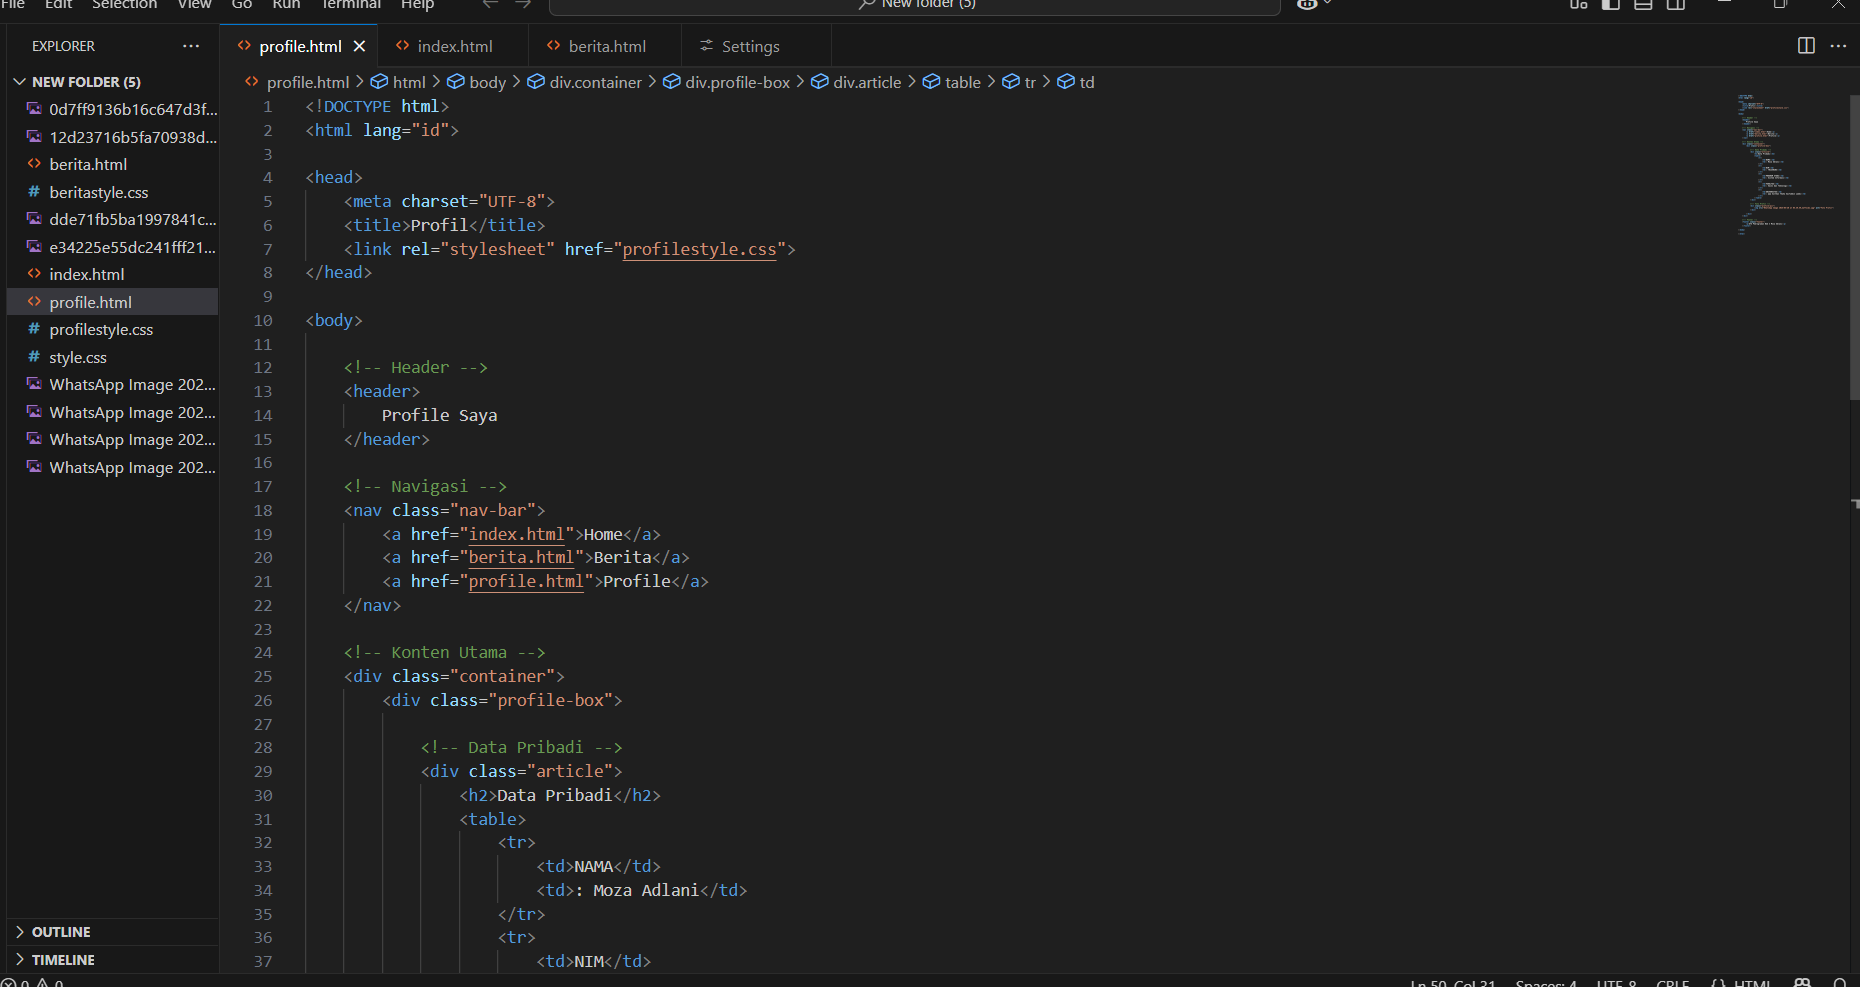 File Edit Selection View Go Run Terminal Help
New folder (5)
EXPLORER
profile.html
index.html
berita.html
Settings
NEW FOLDER (5)
0d7ff9136b16c647d3f...
12d23716b5fa70938d...
berita.html
beritastyle.css
dde71fb5ba1997841c...
e34225e55dc241fff21...
index.html
profile.html
profilestyle.css
style.css
WhatsApp Image 202...
WhatsApp Image 202...
WhatsApp Image 202...
WhatsApp Image 202...
OUTLINE
TIMELINE
profile.html > html > body > div.container > div.profile-box > div.article > table > tr > td
1 <!DOCTYPE html>
2 <html lang="id">
3
4 <head>
5 <meta charset="UTF-8">
6 <title>Profil</title>
7 <link rel="stylesheet" href="profilestyle.css">
8 </head>
9
10 <body>
11
12 <!-- Header -->
13 <header>
14 Profile Saya
15 </header>
16
17 <!-- Navigasi -->
18 <nav class="nav-bar">
19 <a href="index.html">Home</a>
20 <a href="berita.html">Berita</a>
21 <a href="profile.html">Profile</a>
22 </nav>
23
24 <!-- Konten Utama -->
25 <div class="container">
26 <div class="profile-box">
27
28 <!-- Data Pribadi -->
29 <div class="article">
30 <h2>Data Pribadi</h2>
31 <table>
32 <tr>
33 <td>NAMA</td>
34 <td>: Moza Adlani</td>
35 </tr>
36 <tr>
37 <td>NIM</td>
0 0
Ln 50, Col 31 Spaces: 4 UTF-8 CRLF {} HTML